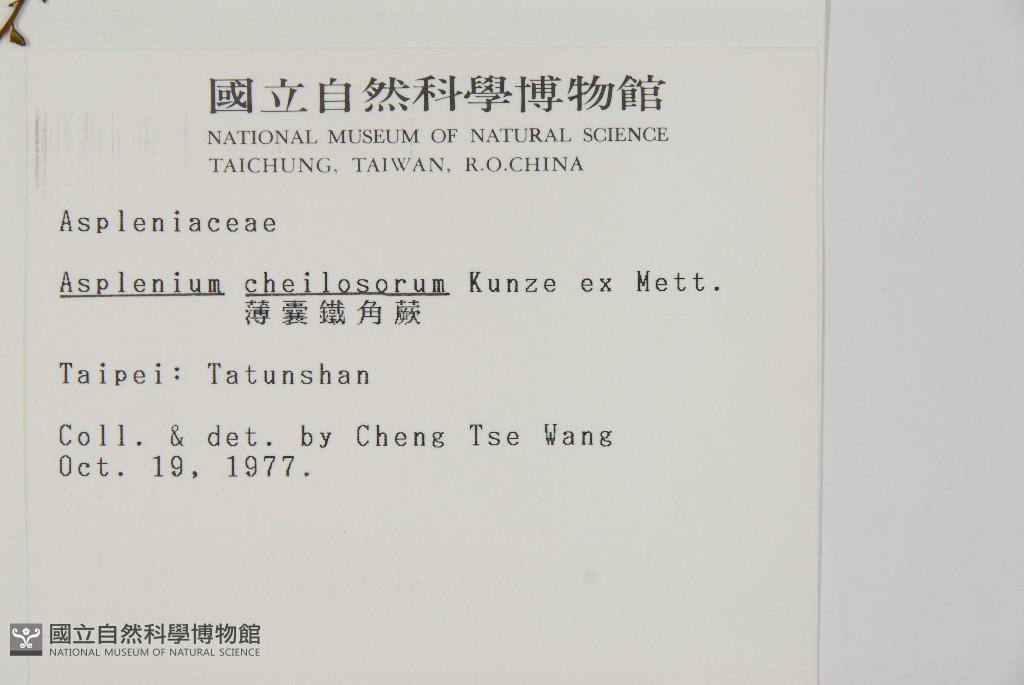 國立自然科學博物館
NATIONAL MUSEUM OF NATURAL SCIENCE
TAICHUNG, TAIWAN, R.O.CHINA
Aspleniaceae
Asplenium cheilosorum Kunze ex Mett.
薄囊鐵角蕨
Taipei: Tatunshan
Coll. & det. by Cheng Tse Wang
Oct. 19, 1977.
國立自然科學博物館
NATIONAL MUSEUM OF NATURAL SCIENCE